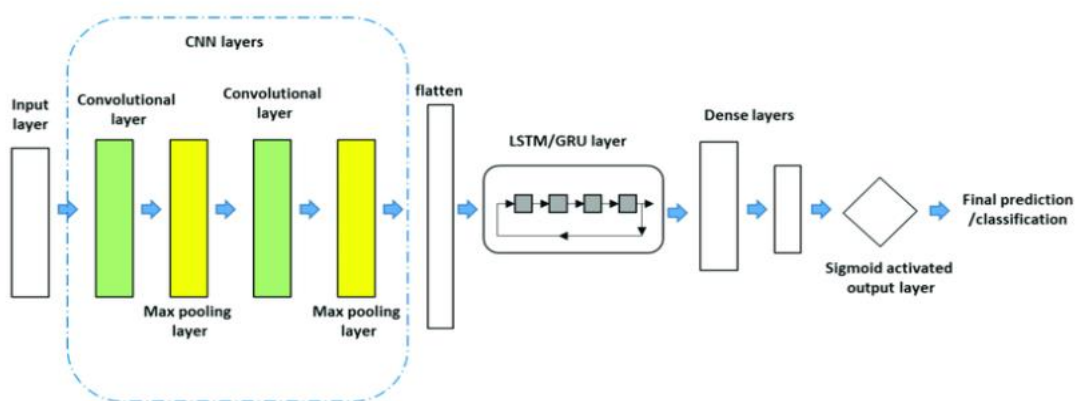 CNN layers
Input
layer
Convolutional
layer
Max pooling
layer
Convolutional
layer
Max pooling
layer
flatten
LSTM/GRU layer
Dense layers
Sigmoid activated
output layer
Final prediction
/classification